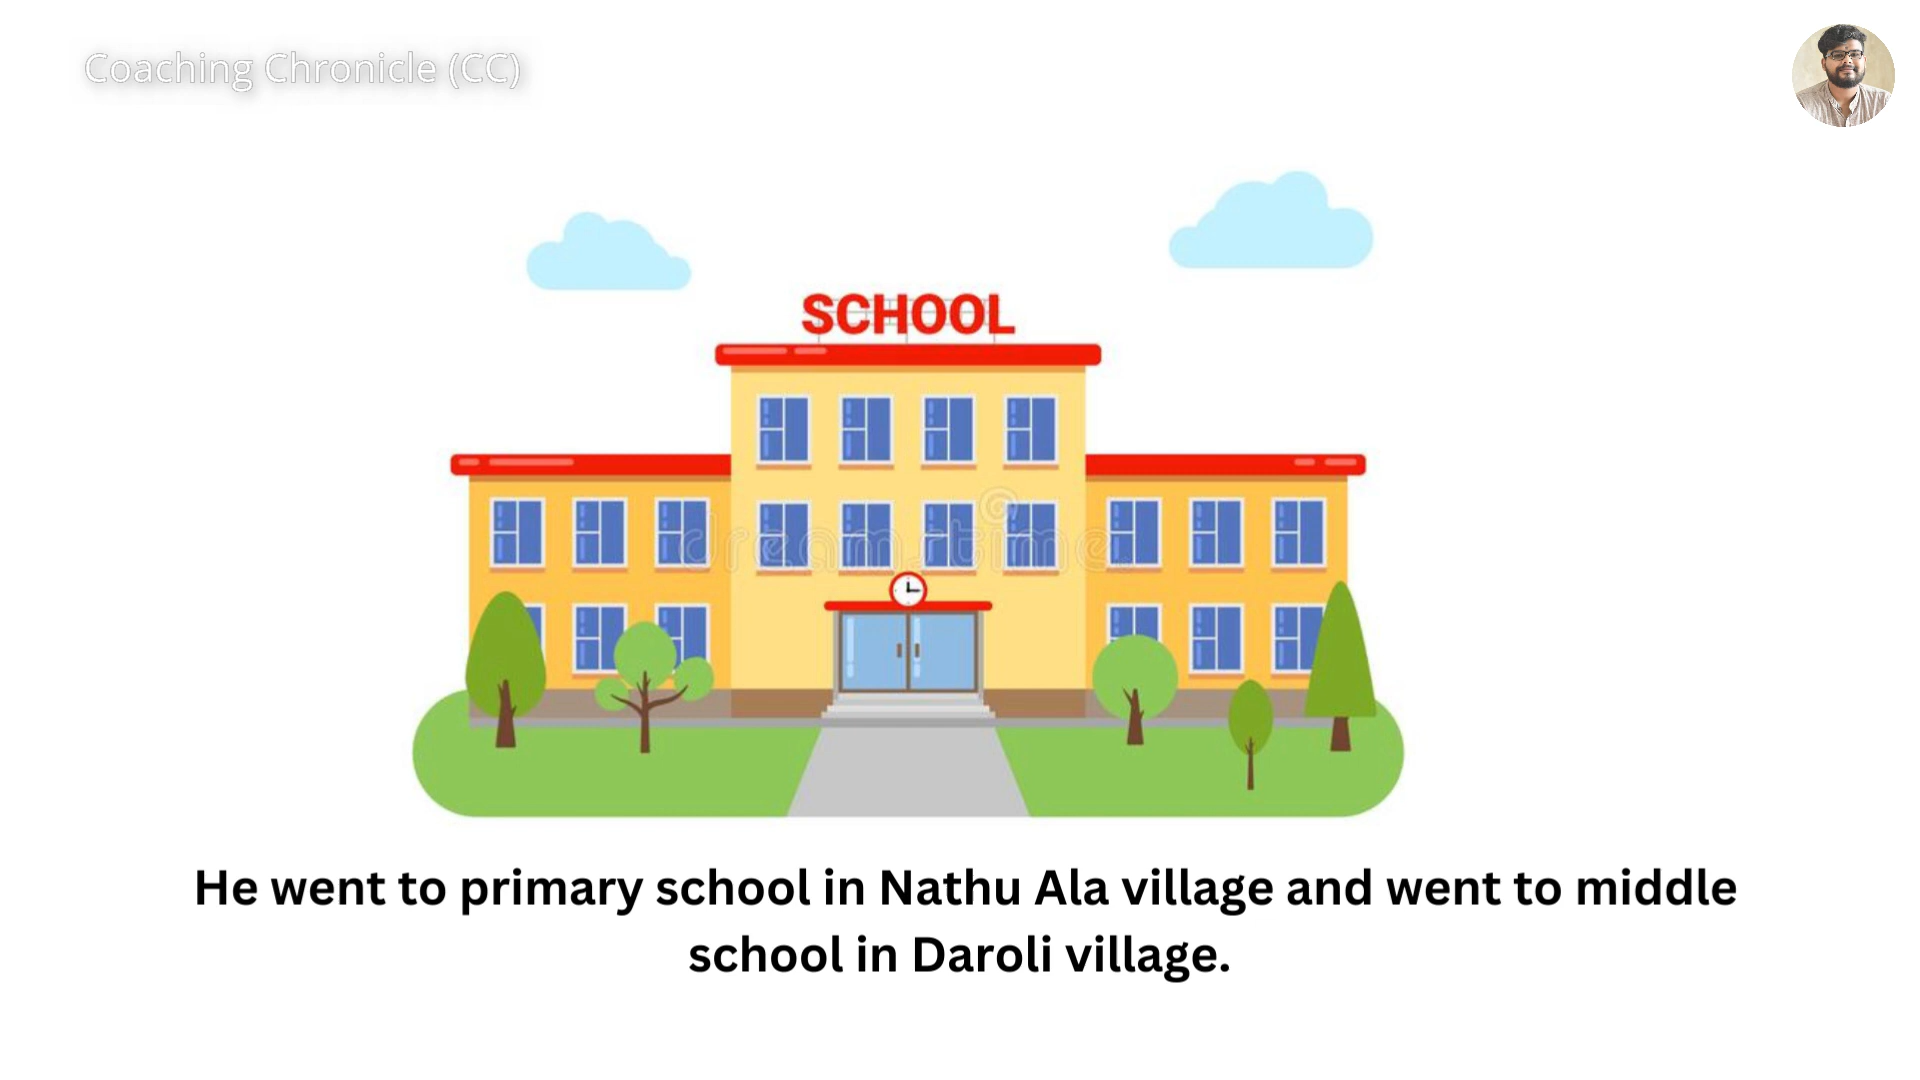 Coaching Chronicle (CC)
SCHOOL
dreamstime.
He went to primary school in Nathu Ala village and went to middle
school in Daroli village.